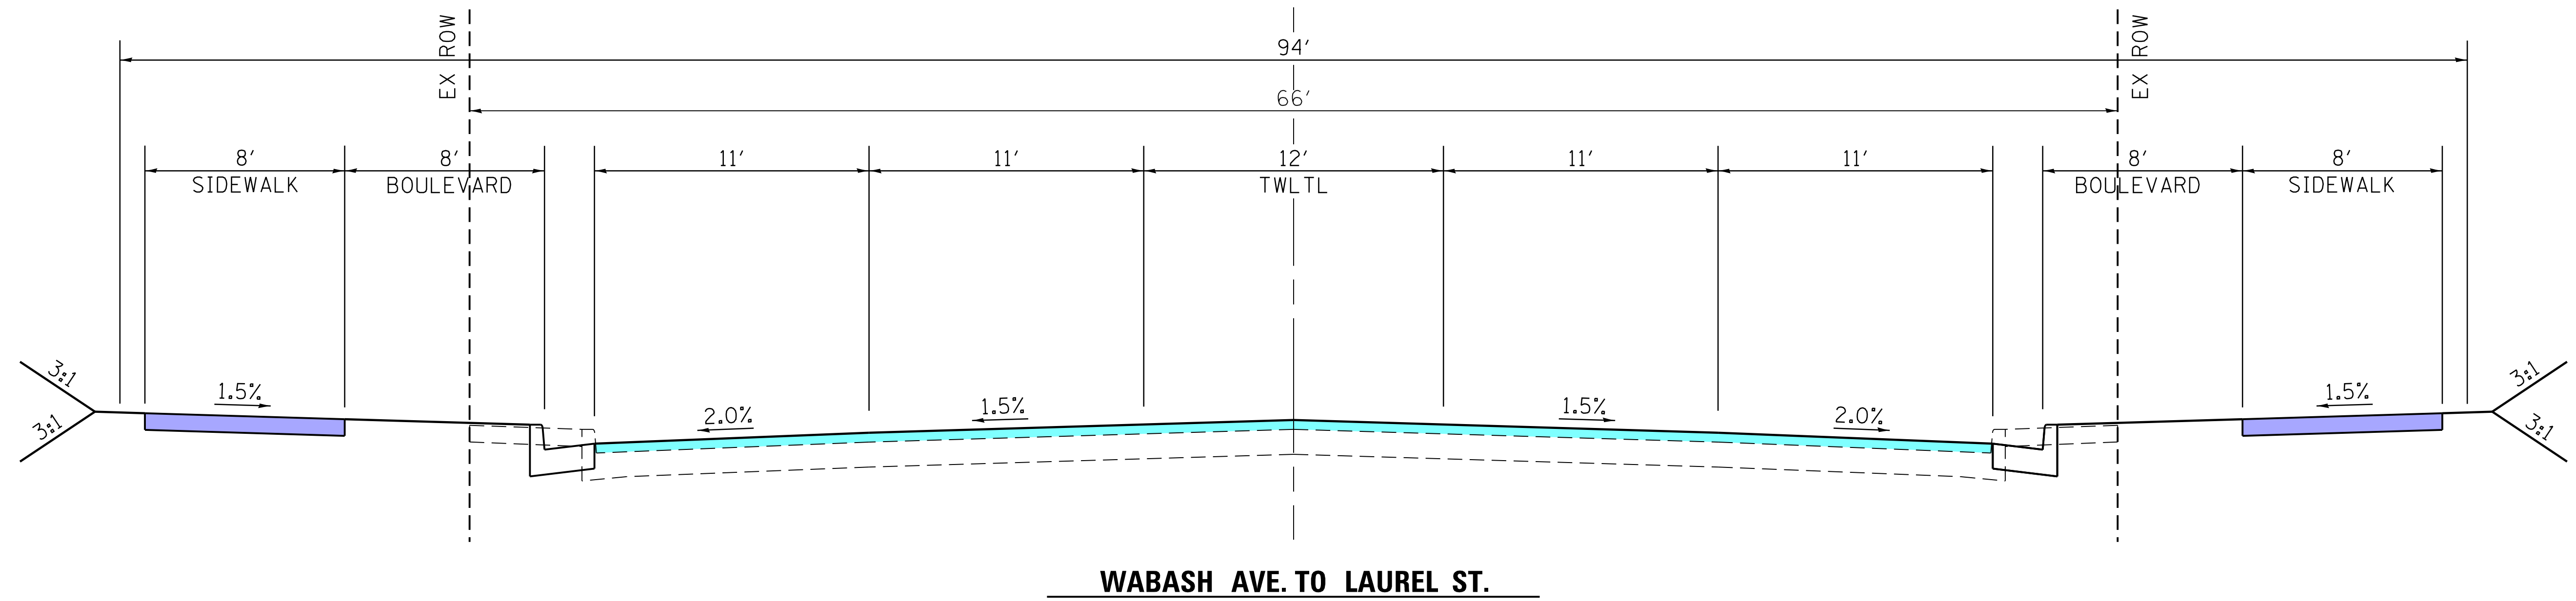 EX ROW
EX ROW
94'
66'
8' 8' 11' 11' 12' 11' 11' 8' 8'
SIDEWALK BOULEVARD TWLTL BOULEVARD SIDEWALK
3:1 1.5% 2.0% 1.5% 1.5% 2.0% 1.5% 3:1
3:1 3:1
WABASH AVE. TO LAUREL ST.